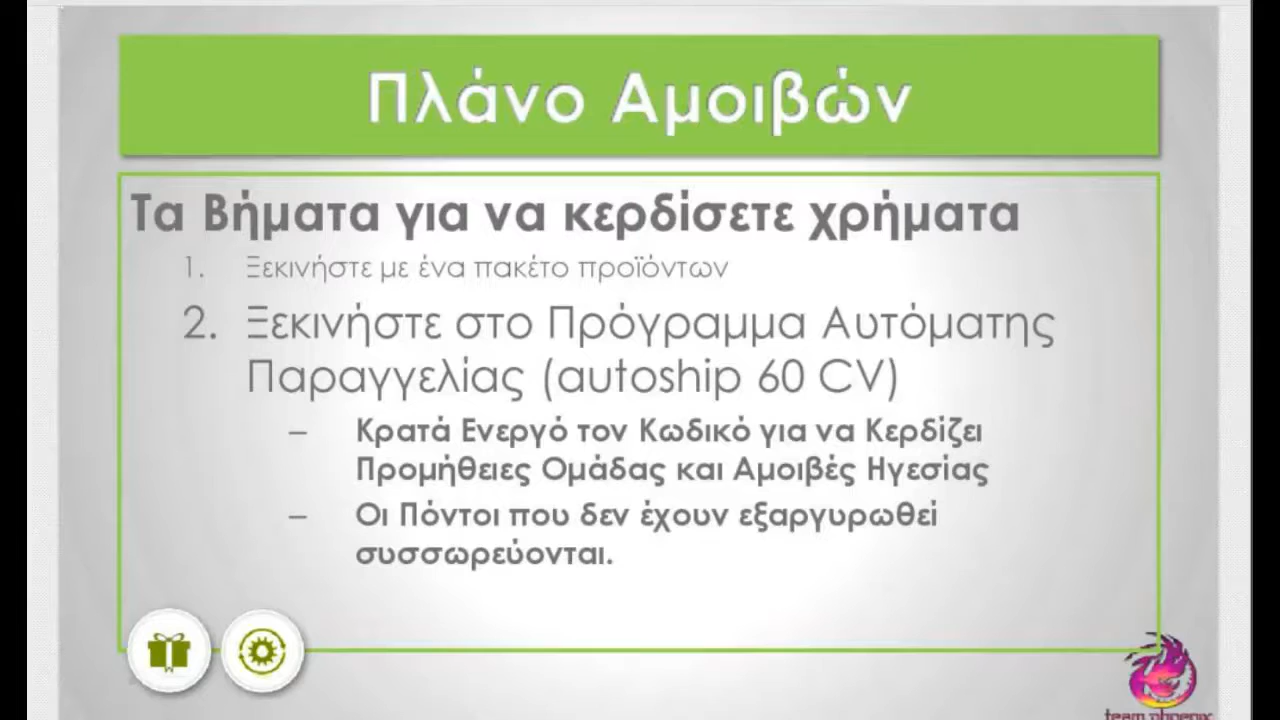 Πλάνο Αμοιβών
Τα Βήματα για να κερδίσετε χρήματα
1. Ξεκινήστε με ένα πακέτο προϊόντων
2. Ξεκινήστε στο Πρόγραμμα Αυτόματης
Παραγγελίας (autoship 60 CV)
– Κρατά Ενεργό τον Κωδικό για να Κερδίζει
Προμήθειες Ομάδας και Αμοιβές Ηγεσίας
– Οι Πόντοι που δεν έχουν εξαργυρωθεί
συσσωρεύονται.
team phoenix